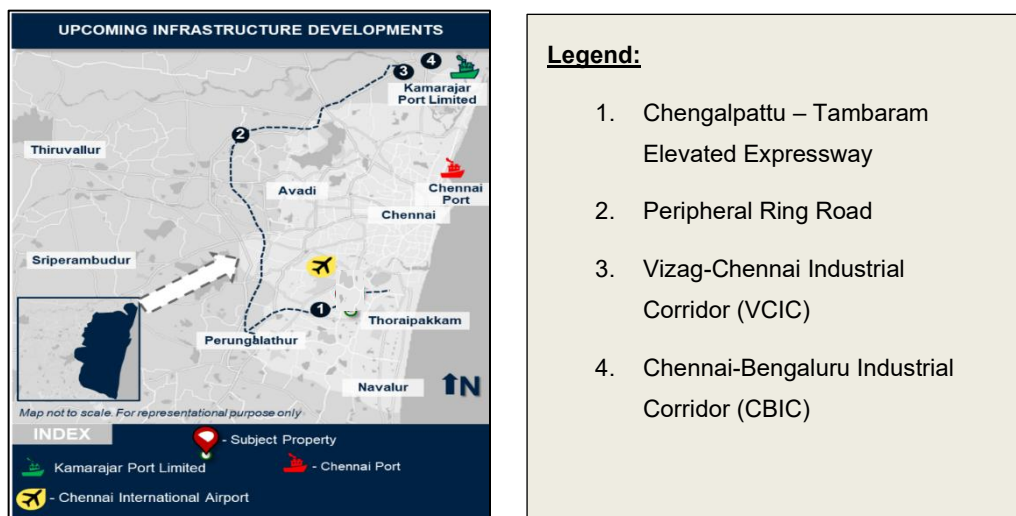 UPCOMING INFRASTRUCTURE DEVELOPMENTS
4
3
Kamarajar
Port Limited
2
Thiruvallur
Avadi
Chennai
Port
Chennai
Sriperambudur
1
Thoraipakkam
Perungalathur
Navalur
N
Map not to scale. For representational purpose only
INDEX
- Subject Property
Kamarajar Port Limited
- Chennai Port
- Chennai International Airport
Legend:
1. Chengalpattu – Tambaram
Elevated Expressway
2. Peripheral Ring Road
3. Vizag-Chennai Industrial
Corridor (VCIC)
4. Chennai-Bengaluru Industrial
Corridor (CBIC)